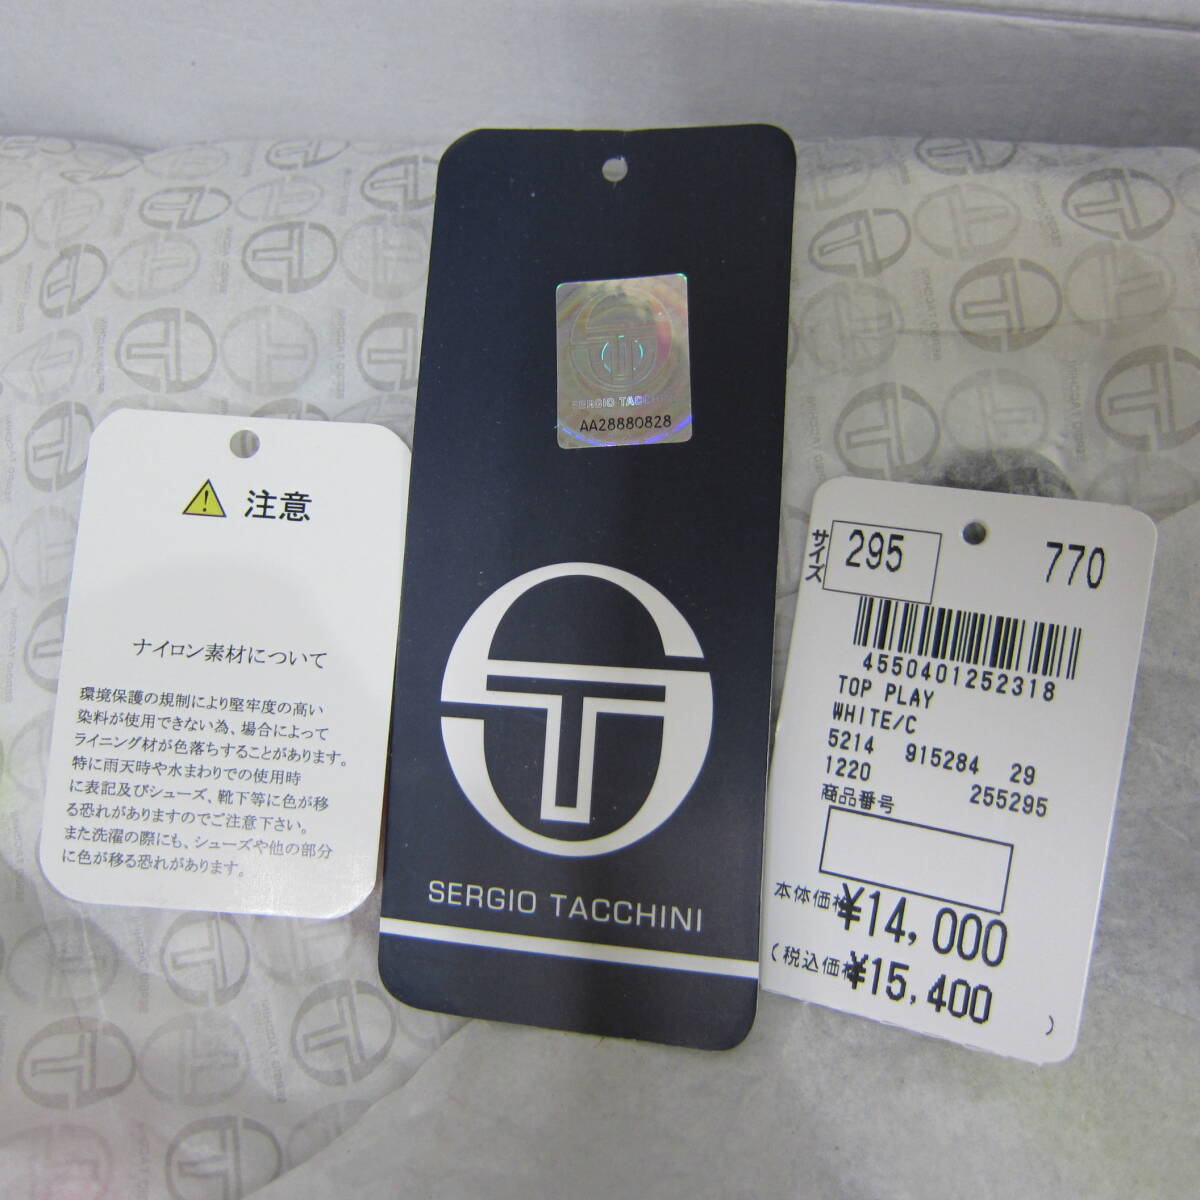 注意
ナイロン素材について
環境保護の規制により堅牢度の高い
染料が使用できない為、場合によって
ライニング材が色落ちすることがあります。
特に雨天時や水まわりでの使用時
に表記及びシューズ、靴下等に色が移
る恐れがありますのでご注意下さい。
また洗濯の際にも、シューズや他の部分
に色が移る恐れがあります。
SERGIO TACCHINI
AA28880828
SERGIO TACCHINI
サイズ 295 770
4550401252318
TOP PLAY
WHITE/C
5214 915284 29
1220 255295
商品番号
本体価格 ¥14,000
(税込価格 ¥15,400 )